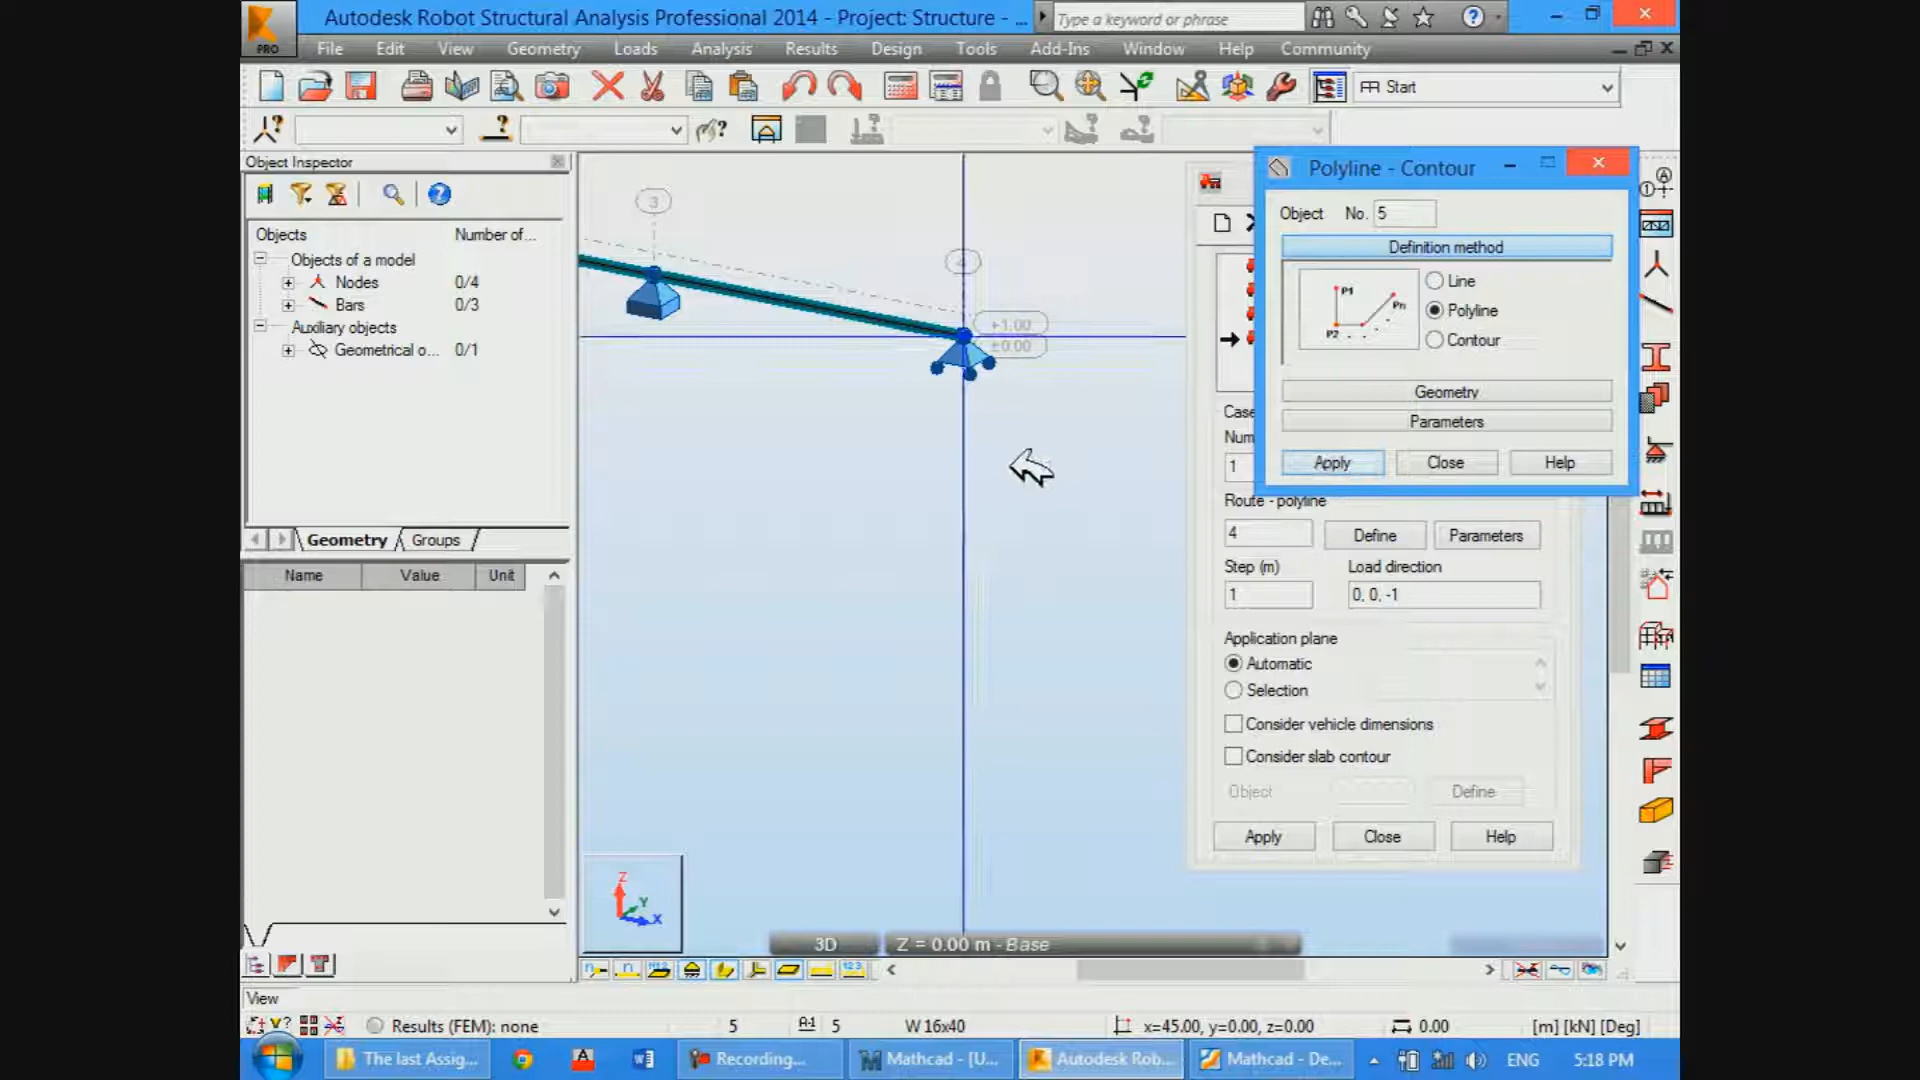 Autodesk Robot Structural Analysis Professional 2014 - Project: Structure - ...
Type a keyword or phrase
PRO
File Edit View Geometry Loads Analysis Results Design Tools Add-Ins Window Help Community
Start
Object Inspector
Objects Number of...
Objects of a model
Nodes 0/4
Bars 0/3
Auxiliary objects
Geometrical o... 0/1
Geometry Groups
Name Value Unit
3
4
+1.00
±0.00
Z
Y
X
3D Z = 0.00 m - Base
Polyline - Contour
Object No. 5
Definition method
P1
P2
Pn
Line
Polyline
Contour
Geometry
Parameters
Apply Close Help
Case
Num
1
Route - polyline
4 Define Parameters
Step (m) Load direction
1 0, 0, -1
Application plane
Automatic
Selection
Consider vehicle dimensions
Consider slab contour
Object Define
Apply Close Help
View
Results (FEM): none 5 5 W 16x40 x=45.00, y=0.00, z=0.00 0.00 [m] [kN] [Deg]
The last Assig... Recording... Mathcad - [U... Autodesk Rob... Mathcad - De... ENG 5:18 PM